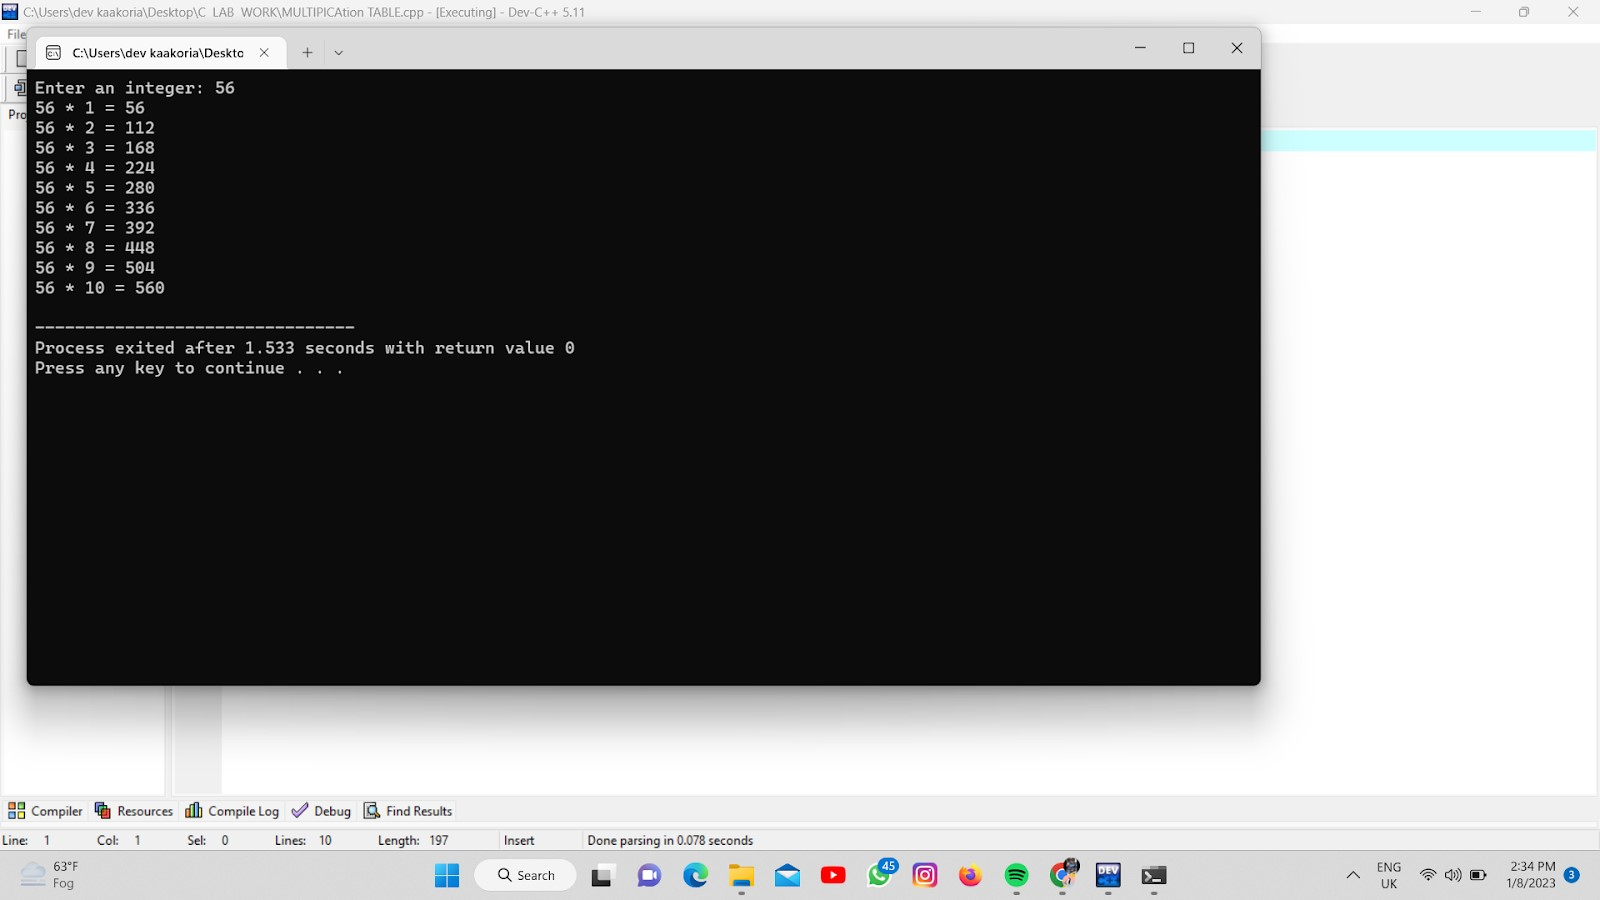 C:\Users\dev kaakoria\Desktop\C LAB WORK\MULTIPICAtion TABLE.cpp - [Executing] - Dev-C++ 5.11
File
C:\Users\dev kaakoria\Deskto
Pro
Enter an integer: 56
56 * 1 = 56
56 * 2 = 112
56 * 3 = 168
56 * 4 = 224
56 * 5 = 280
56 * 6 = 336
56 * 7 = 392
56 * 8 = 448
56 * 9 = 504
56 * 10 = 560
--------------------------------
Process exited after 1.533 seconds with return value 0
Press any key to continue . . .
Compiler Resources Compile Log Debug Find Results
Line: 1 Col: 1 Sel: 0 Lines: 10 Length: 197 Insert Done parsing in 0.078 seconds
63°F
Fog
Search
45
DEV
C++
ENG
UK
2:34 PM
1/8/2023
3